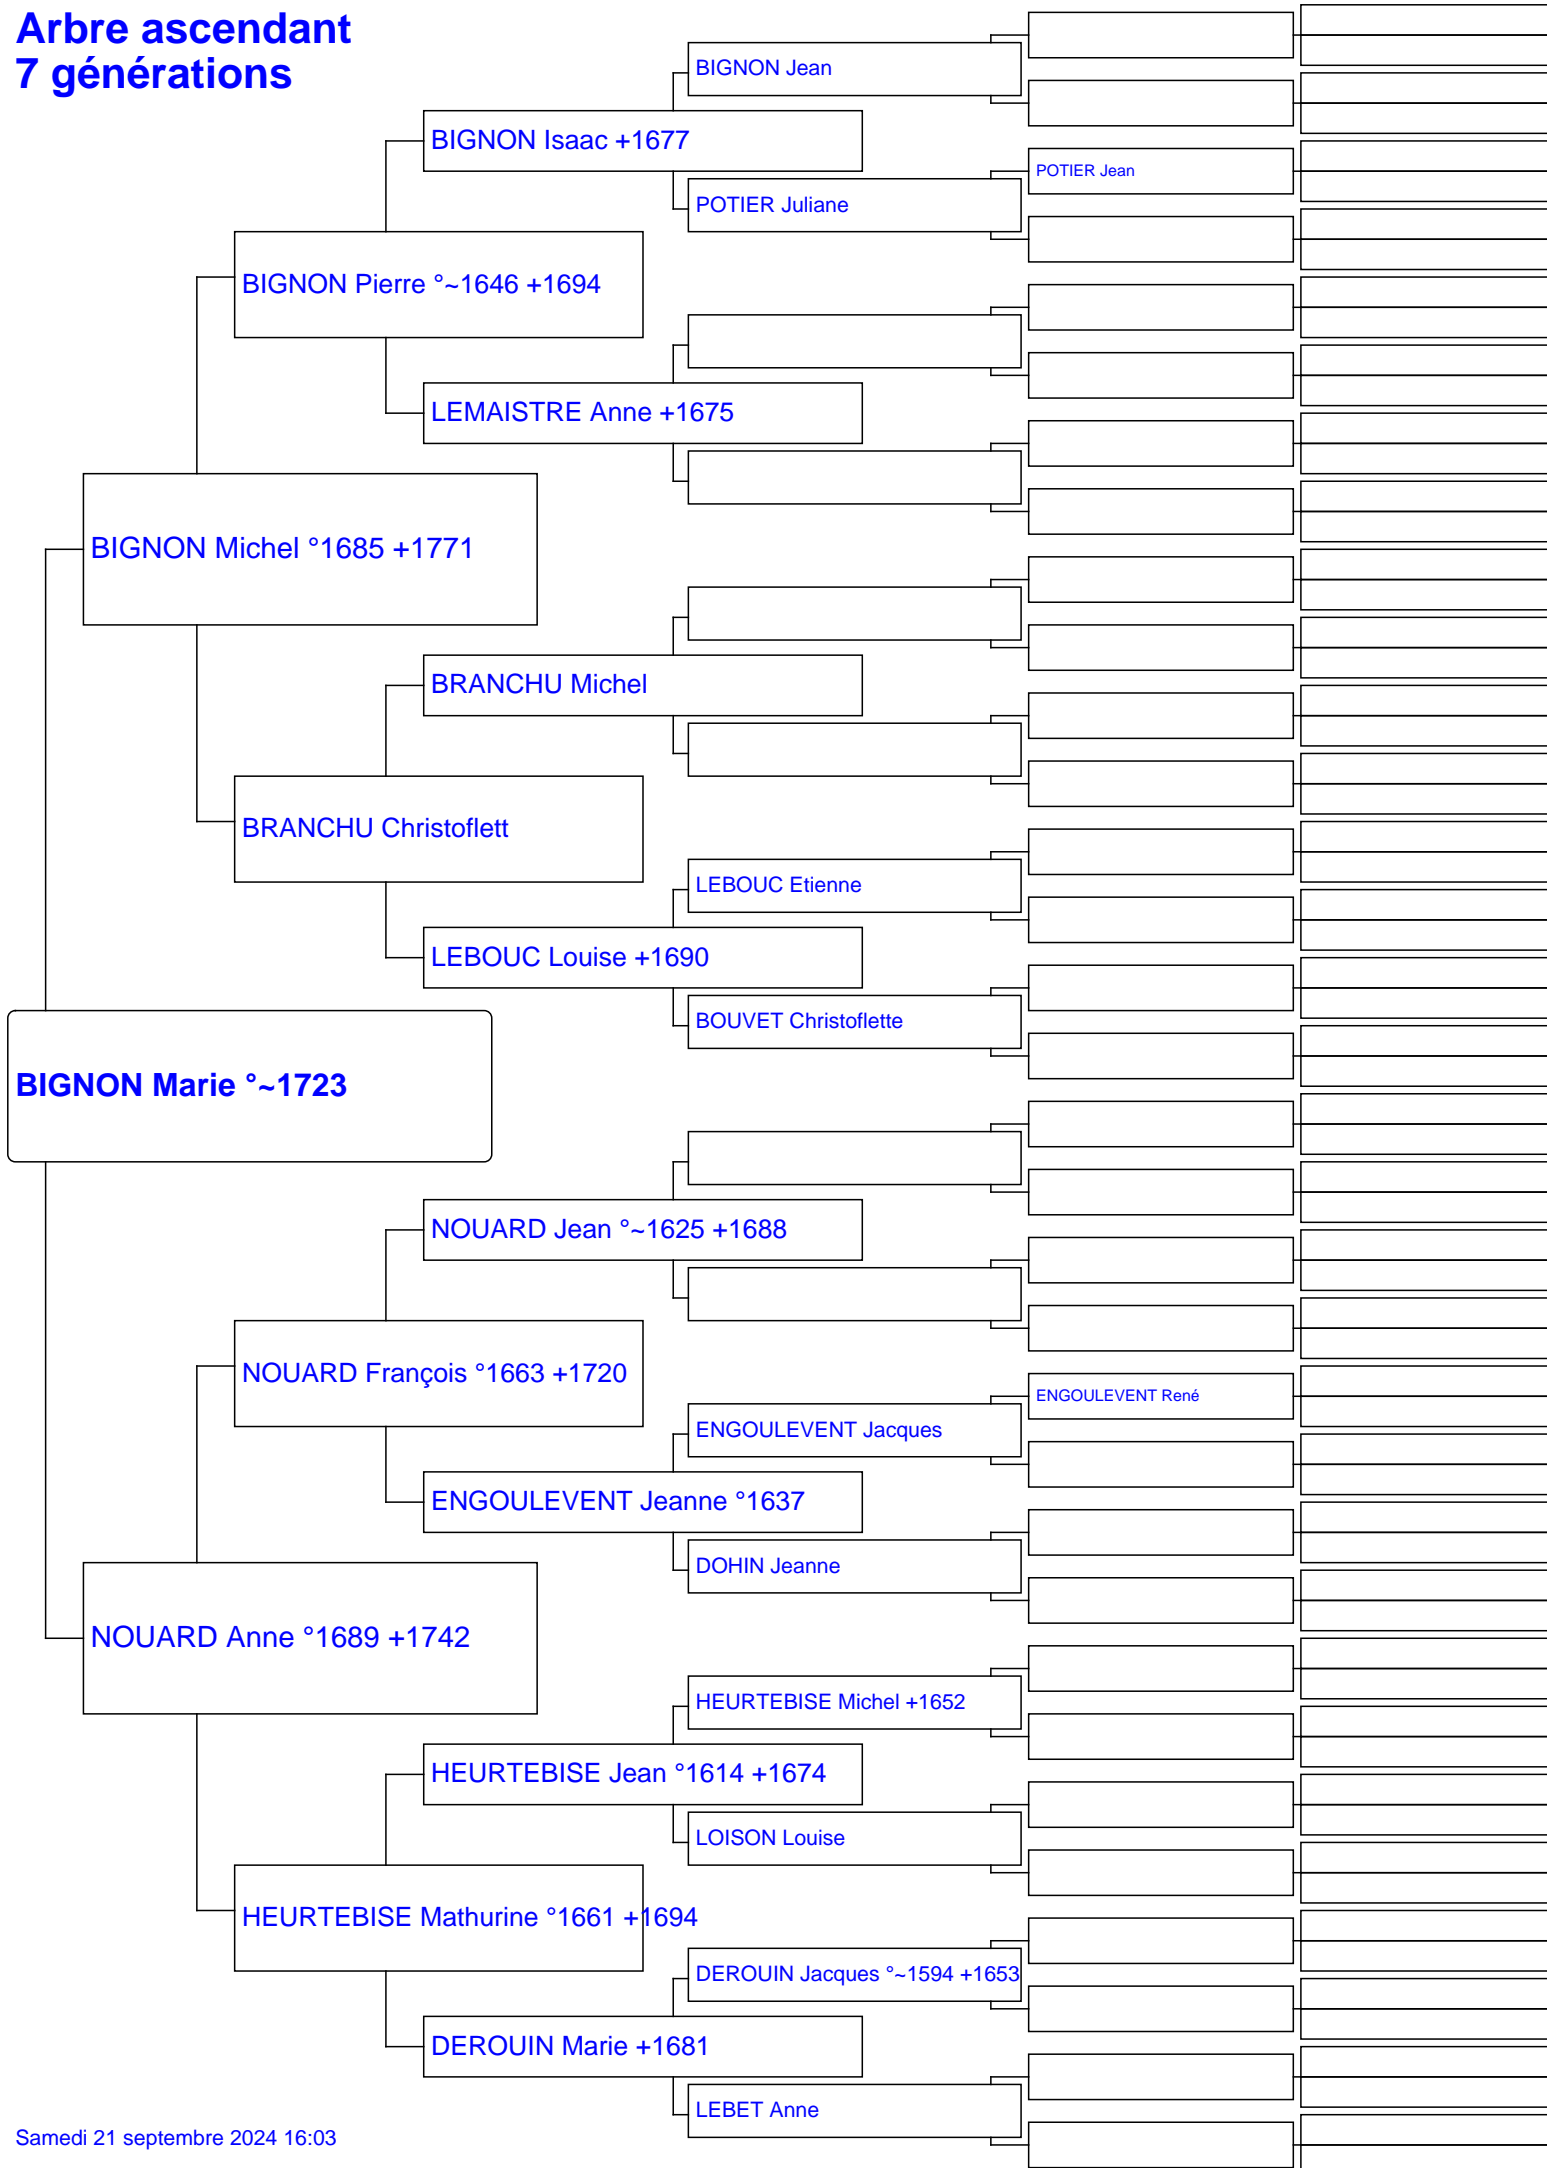 Arbre ascendant
7 générations
BIGNON Jean
BIGNON Isaac +1677
POTIER Jean
POTIER Juliane
BIGNON Pierre °~1646 +1694
LEMAISTRE Anne +1675
BIGNON Michel °1685 +1771
BRANCHU Michel
BRANCHU Christoflett
LEBOUC Etienne
LEBOUC Louise +1690
BOUVET Christoflette
BIGNON Marie °~1723
NOUARD Jean °~1625 +1688
NOUARD François °1663 +1720
ENGOULEVENT René
ENGOULEVENT Jacques
ENGOULEVENT Jeanne °1637
DOHIN Jeanne
NOUARD Anne °1689 +1742
HEURTEBISE Michel +1652
HEURTEBISE Jean °1614 +1674
LOISON Louise
HEURTEBISE Mathurine °1661 +1694
DEROUIN Jacques °~1594 +1653
DEROUIN Marie +1681
LEBET Anne
Samedi 21 septembre 2024 16:03